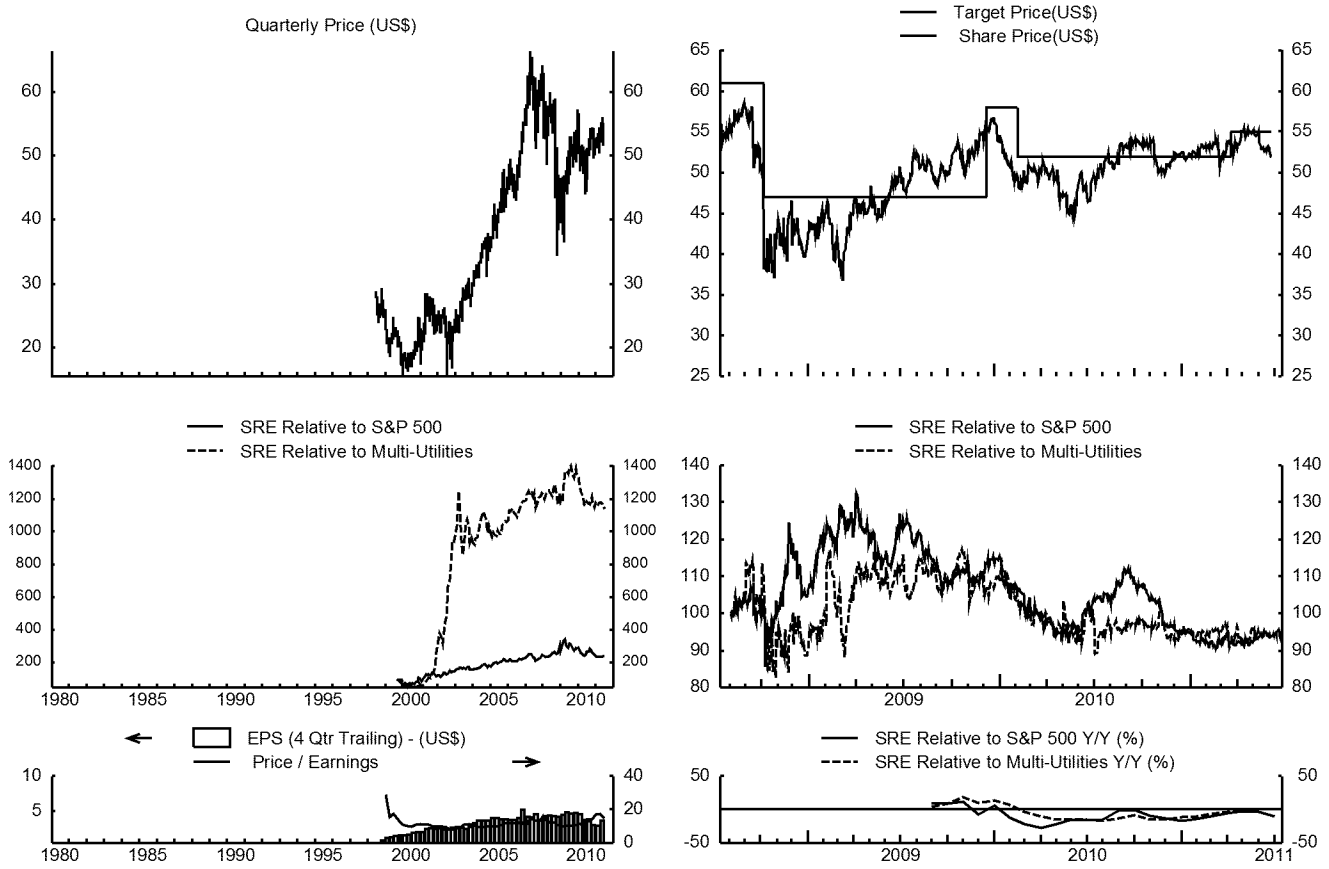 Quarterly Price (US$)
60 60
50 50
40 40
30 30
20 20
Target Price(US$)
Share Price(US$)
65 65
60 60
55 55
50 50
45 45
40 40
35 35
30 30
25 25
SRE Relative to S&P 500
SRE Relative to Multi-Utilities
1400 1400
1200 1200
1000 1000
800 800
600 600
400 400
200 200
1980 1985 1990 1995 2000 2005 2010
SRE Relative to S&P 500
SRE Relative to Multi-Utilities
140 140
130 130
120 120
110 110
100 100
90 90
80 80
2009 2010
EPS (4 Qtr Trailing) - (US$)
Price / Earnings
10 40
5 20
0 0
1980 1985 1990 1995 2000 2005 2010
SRE Relative to S&P 500 Y/Y (%)
SRE Relative to Multi-Utilities Y/Y (%)
50 50
-50 -50
2009 2010 2011